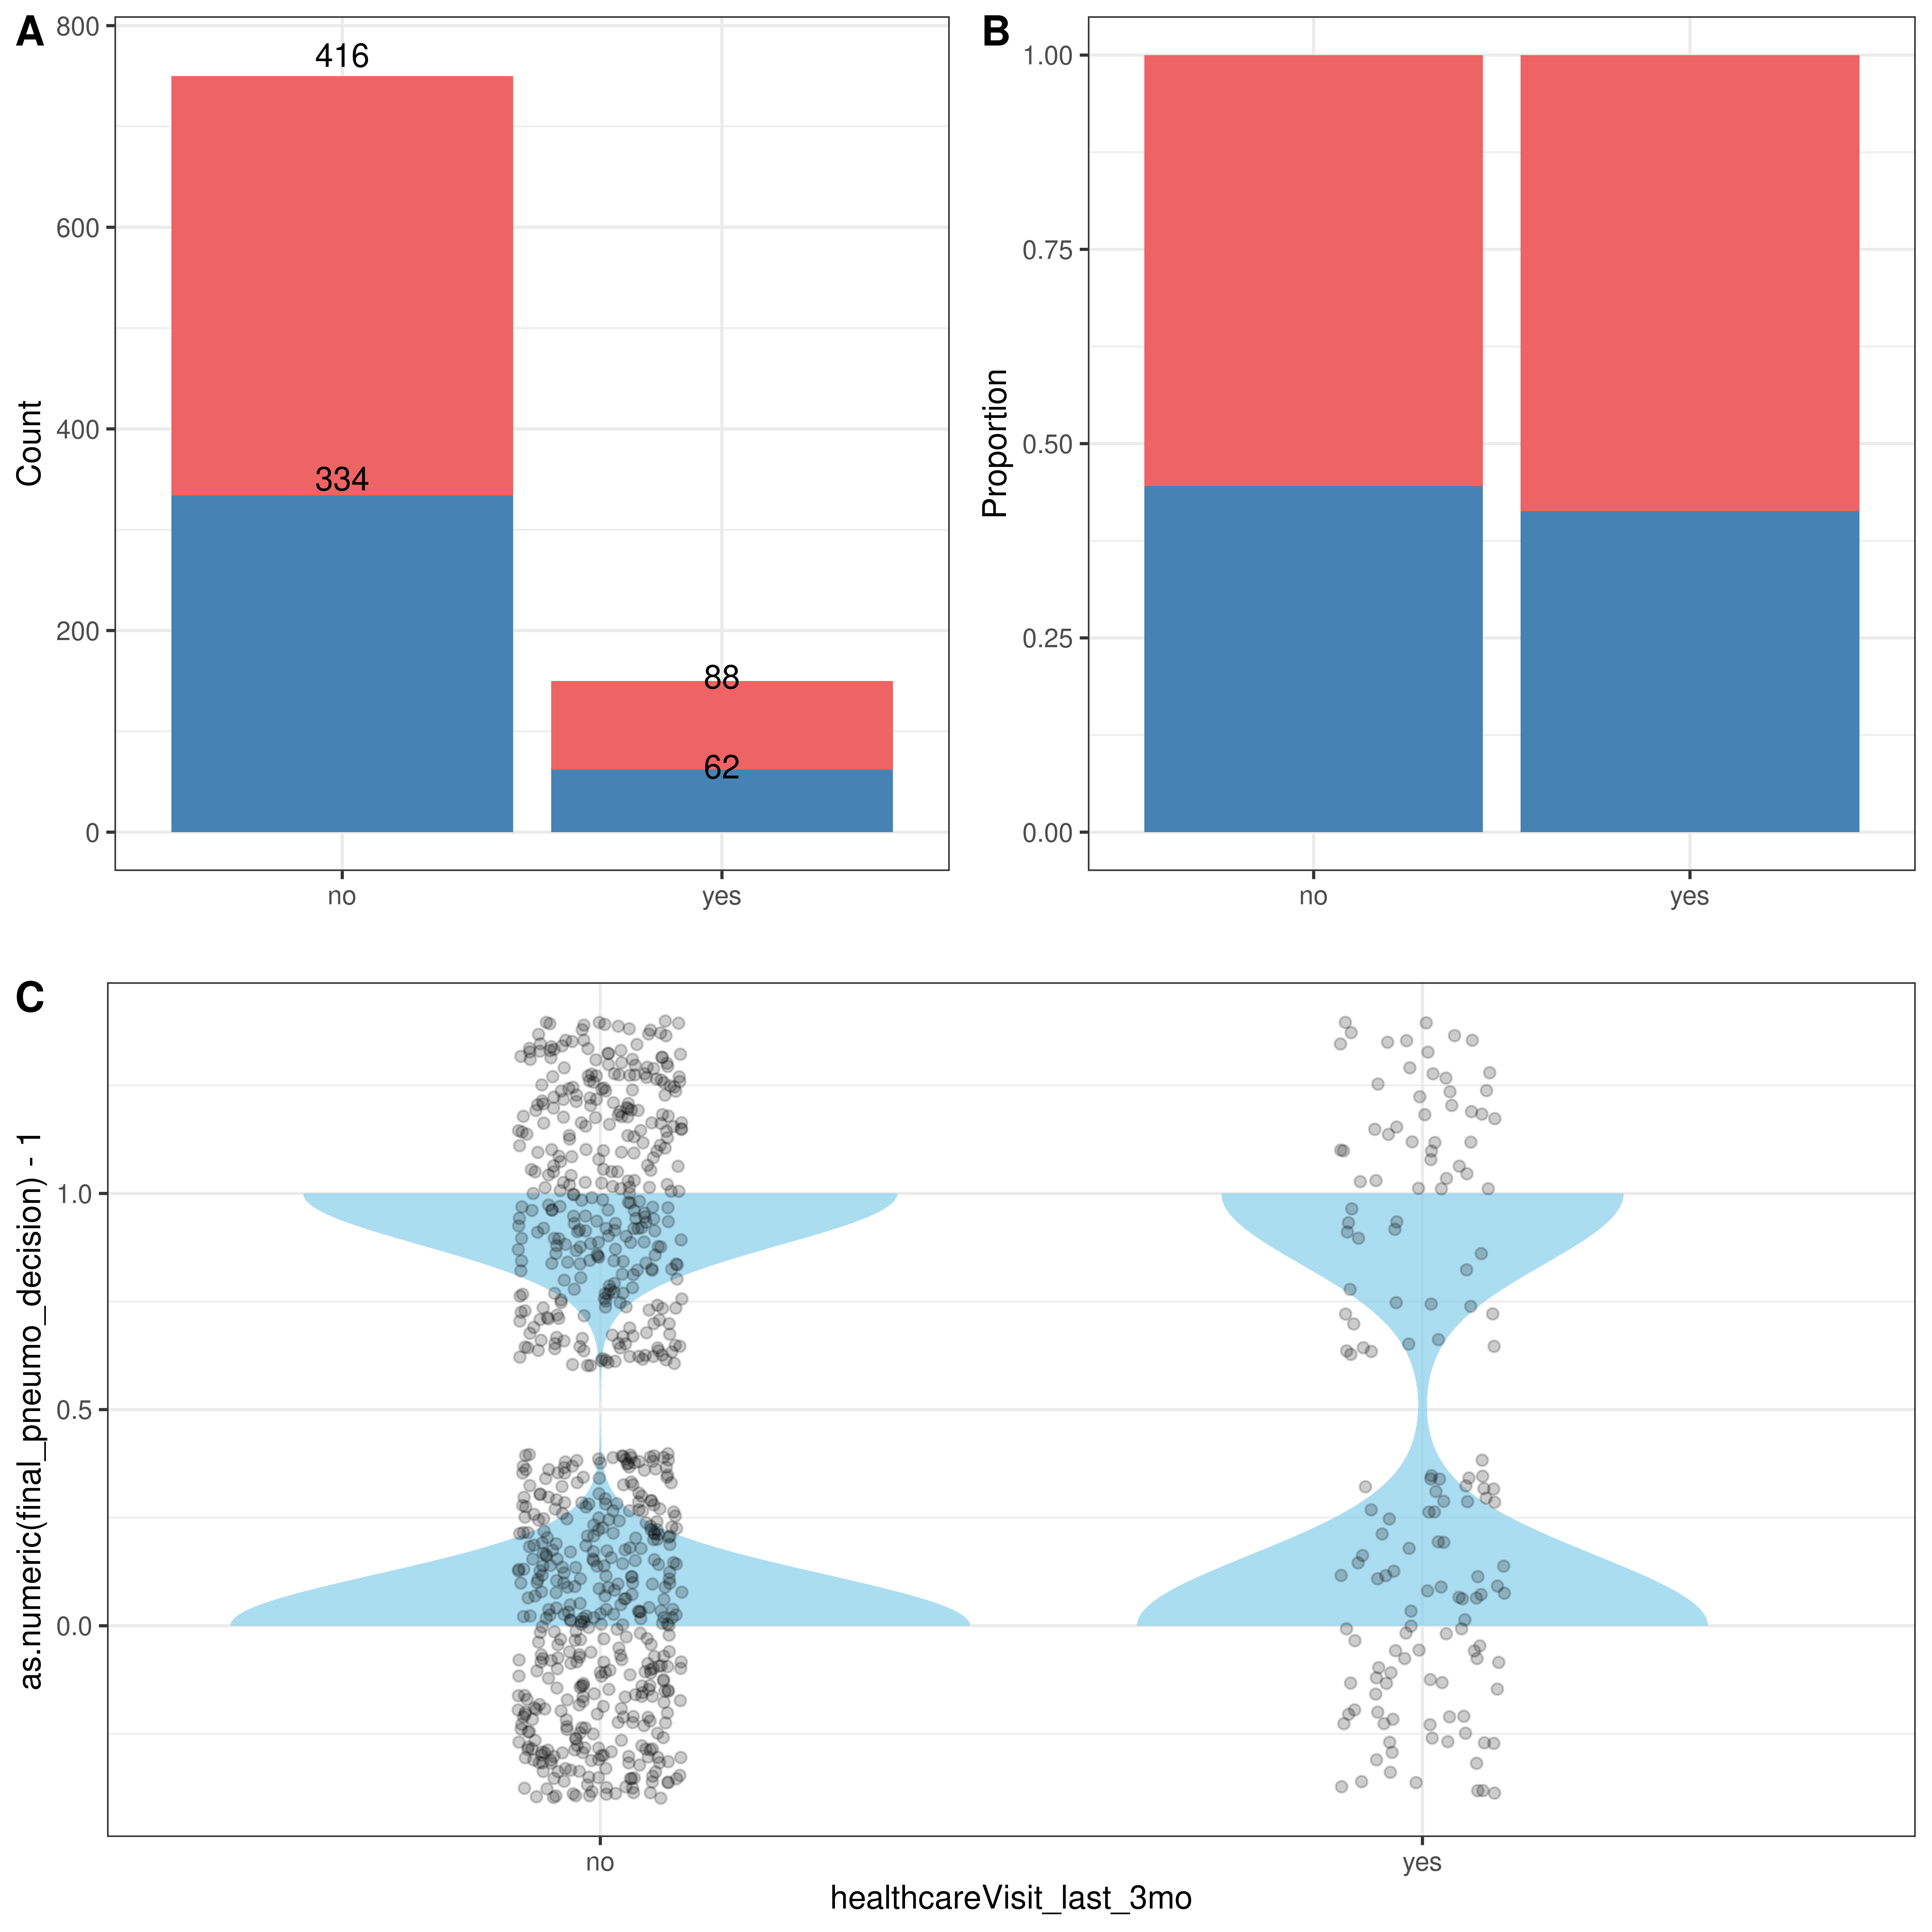 A
800
600
400
200
0
Count
416
334
88
62
no
yes
B
1.00
0.75
0.50
0.25
0.00
Proportion
no
yes
C
1.0
0.5
0.0
as.numeric(final_pneumo_decision) - 1
no
yes
healthcareVisit_last_3mo